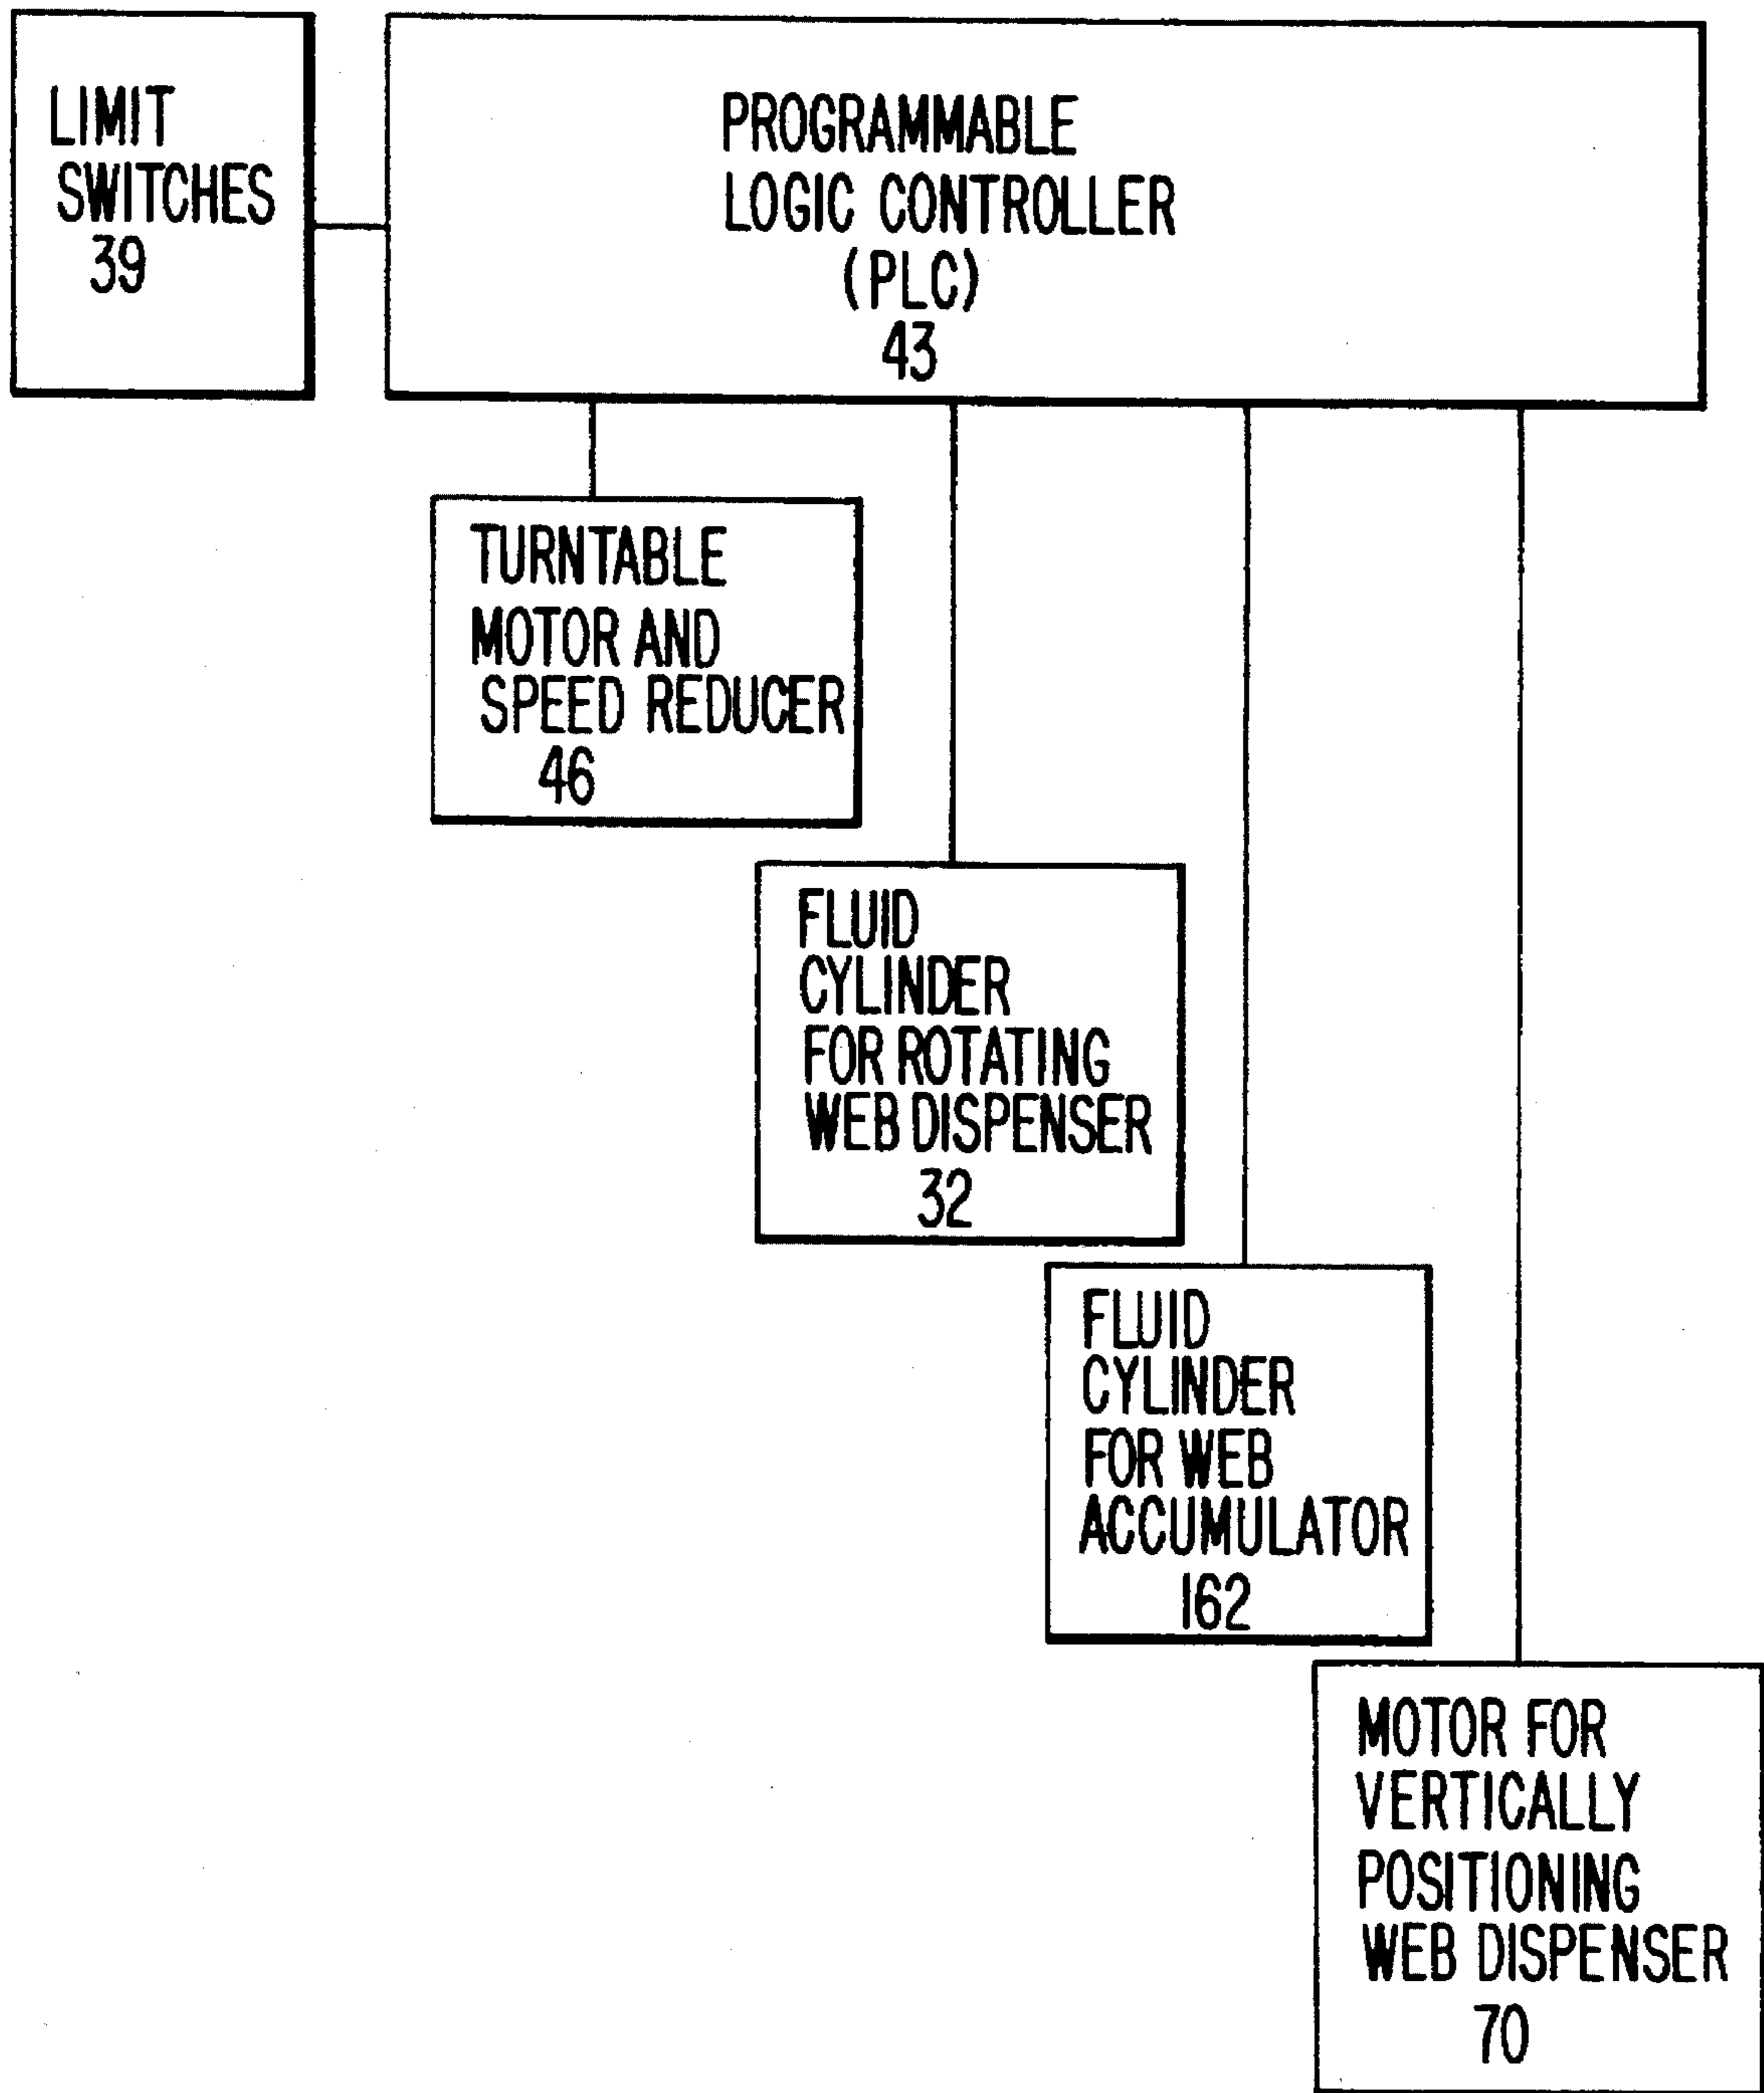 LIMIT
SWITCHES
39
PROGRAMMABLE
LOGIC CONTROLLER
(PLC)
43
TURNTABLE
MOTOR AND
SPEED REDUCER
46
FLUID
CYLINDER
FOR ROTATING
WEB DISPENSER
32
FLUID
CYLINDER
FOR WEB
ACCUMULATOR
162
MOTOR FOR
VERTICALLY
POSITIONING
WEB DISPENSER
70